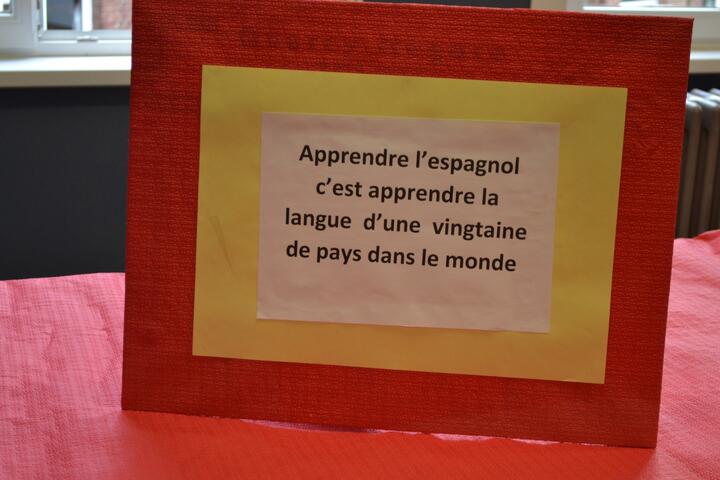 Apprendre l’espagnol
c’est apprendre la
langue d’une vingtaine
de pays dans le monde